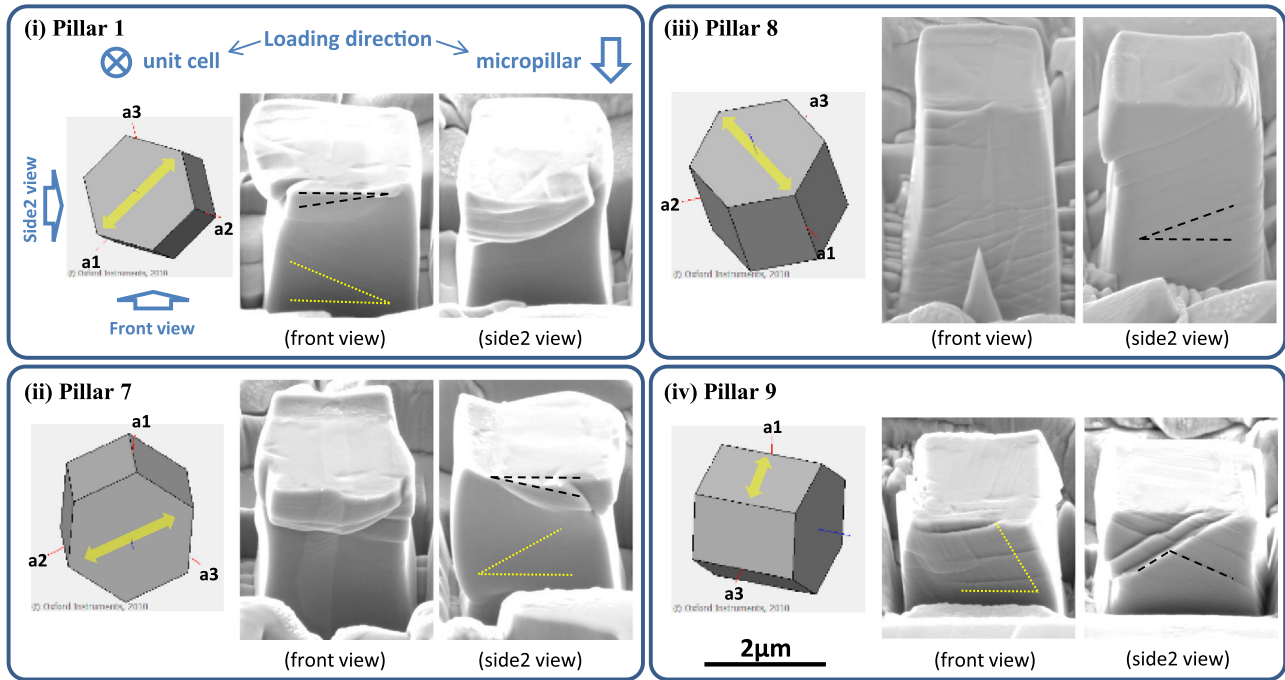 (i) Pillar 1
Loading direction
unit cell
micropillar
Side2 view
a3
a2
a1
© Oxford Instruments, 2010
Front view
(front view)
(side2 view)
(iii) Pillar 8
a3
a2
a1
© Oxford Instruments, 2010
(front view)
(side2 view)
(ii) Pillar 7
a1
a2
a3
© Oxford Instruments, 2010
(front view)
(side2 view)
(iv) Pillar 9
a1
a3
© Oxford Instruments, 2010
2μm
(front view)
(side2 view)